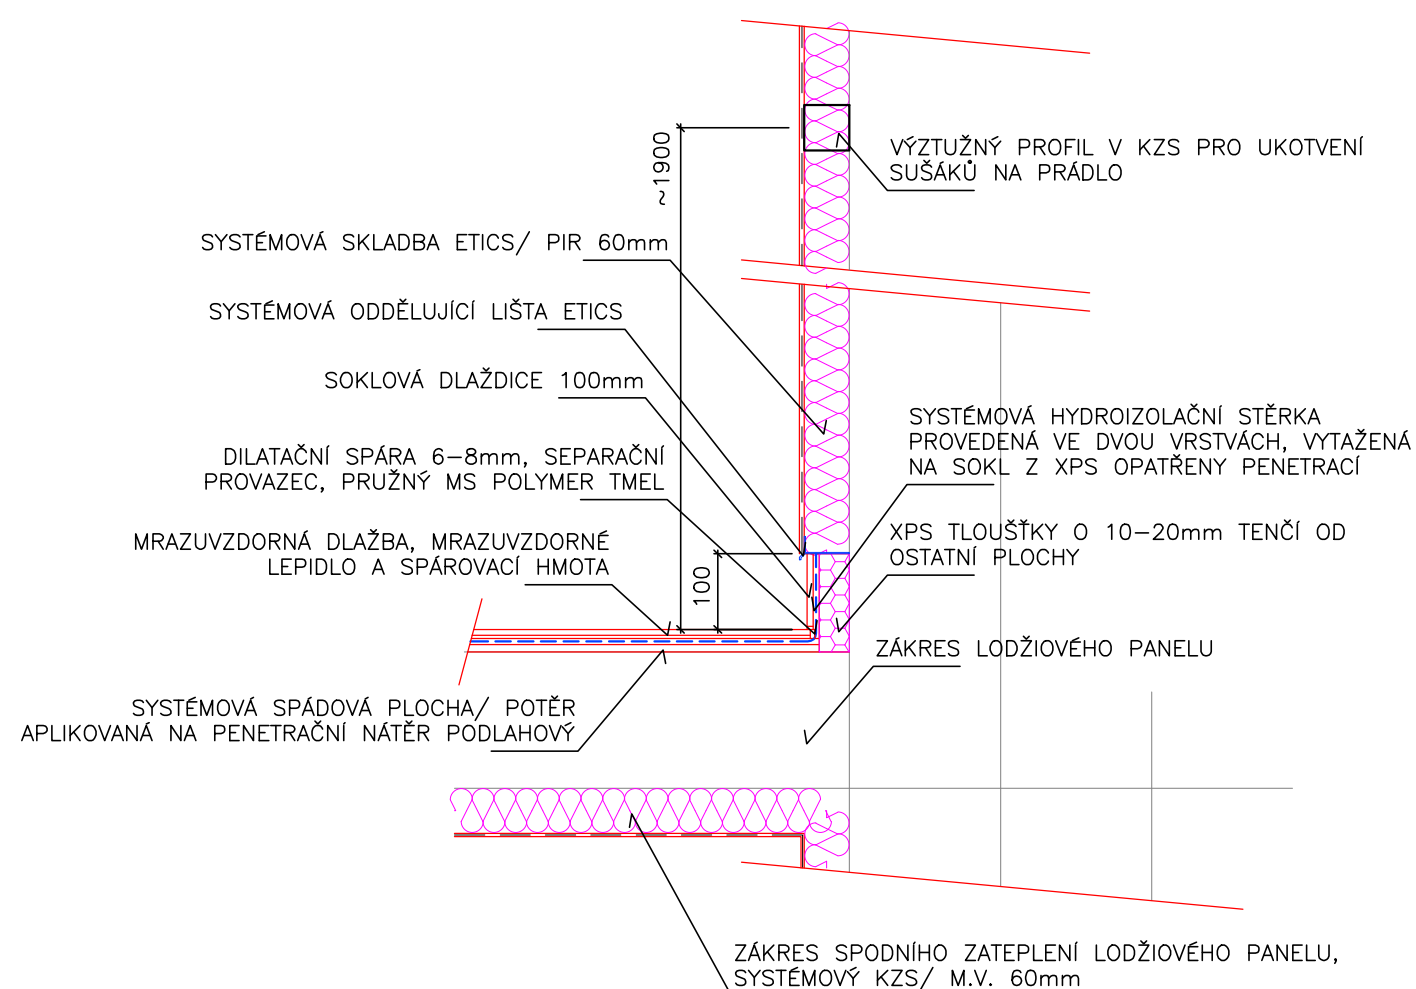 VÝZTUŽNÝ PROFIL V KZS PRO UKOTVENÍ
SUŠÁKŮ NA PRÁDLO
~1900
SYSTÉMOVÁ SKLADBA ETICS/ PIR 60mm
SYSTÉMOVÁ ODDĚLUJÍCÍ LIŠTA ETICS
SOKLOVÁ DLAŽDICE 100mm
SYSTÉMOVÁ HYDROIZOLAČNÍ STĚRKA
PROVEDENÁ VE DVOU VRSTVÁCH, VYTAŽENÁ
NA SOKL Z XPS OPATŘENY PENETRACÍ
DILATAČNÍ SPÁRA 6-8mm, SEPARAČNÍ
PROVAZEC, PRUŽNÝ MS POLYMER TMEL
XPS TLOUŠŤKY O 10-20mm TENČÍ OD
OSTATNÍ PLOCHY
MRAZUVZDORNÁ DLAŽBA, MRAZUVZDORNÉ
LEPIDLO A SPÁROVACÍ HMOTA
100
ZÁKRES LODŽIOVÉHO PANELU
SYSTÉMOVÁ SPÁDOVÁ PLOCHA/ POTĚR
APLIKOVANÁ NA PENETRAČNÍ NÁTĚR PODLAHOVÝ
ZÁKRES SPODNÍHO ZATEPLENÍ LODŽIOVÉHO PANELU,
SYSTÉMOVÝ KZS/ M.V. 60mm